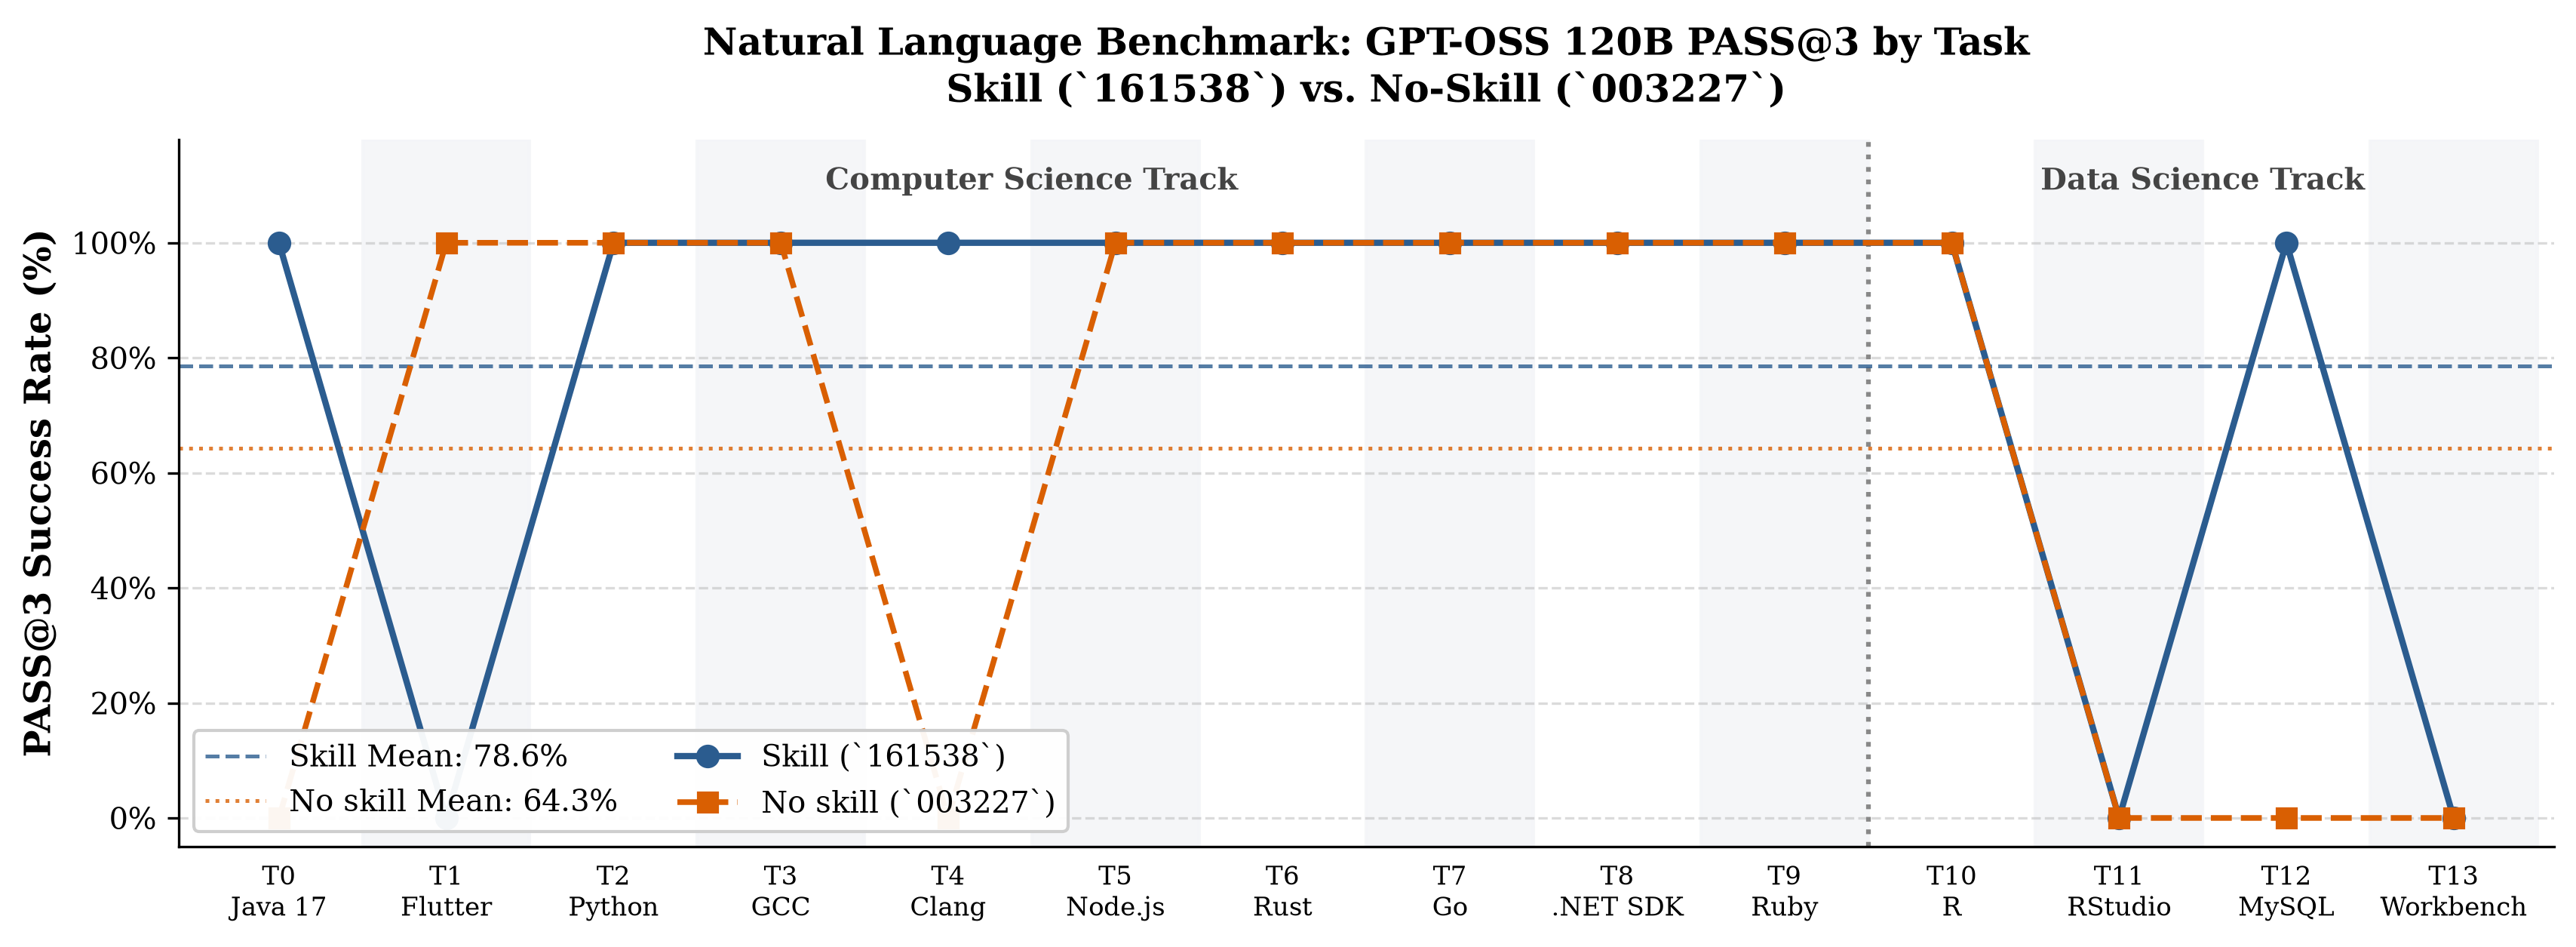 Natural Language Benchmark: GPT-OSS 120B PASS@3 by Task
Skill (`161538`) vs. No-Skill (`003227`)
Computer Science Track
Data Science Track
PASS@3 Success Rate (%)
100%
80%
60%
40%
20%
0%
Skill Mean: 78.6%
No skill Mean: 64.3%
Skill (`161538`)
No skill (`003227`)
T0
Java 17
T1
Flutter
T2
Python
T3
GCC
T4
Clang
T5
Node.js
T6
Rust
T7
Go
T8
.NET SDK
T9
Ruby
T10
R
T11
RStudio
T12
MySQL
T13
Workbench